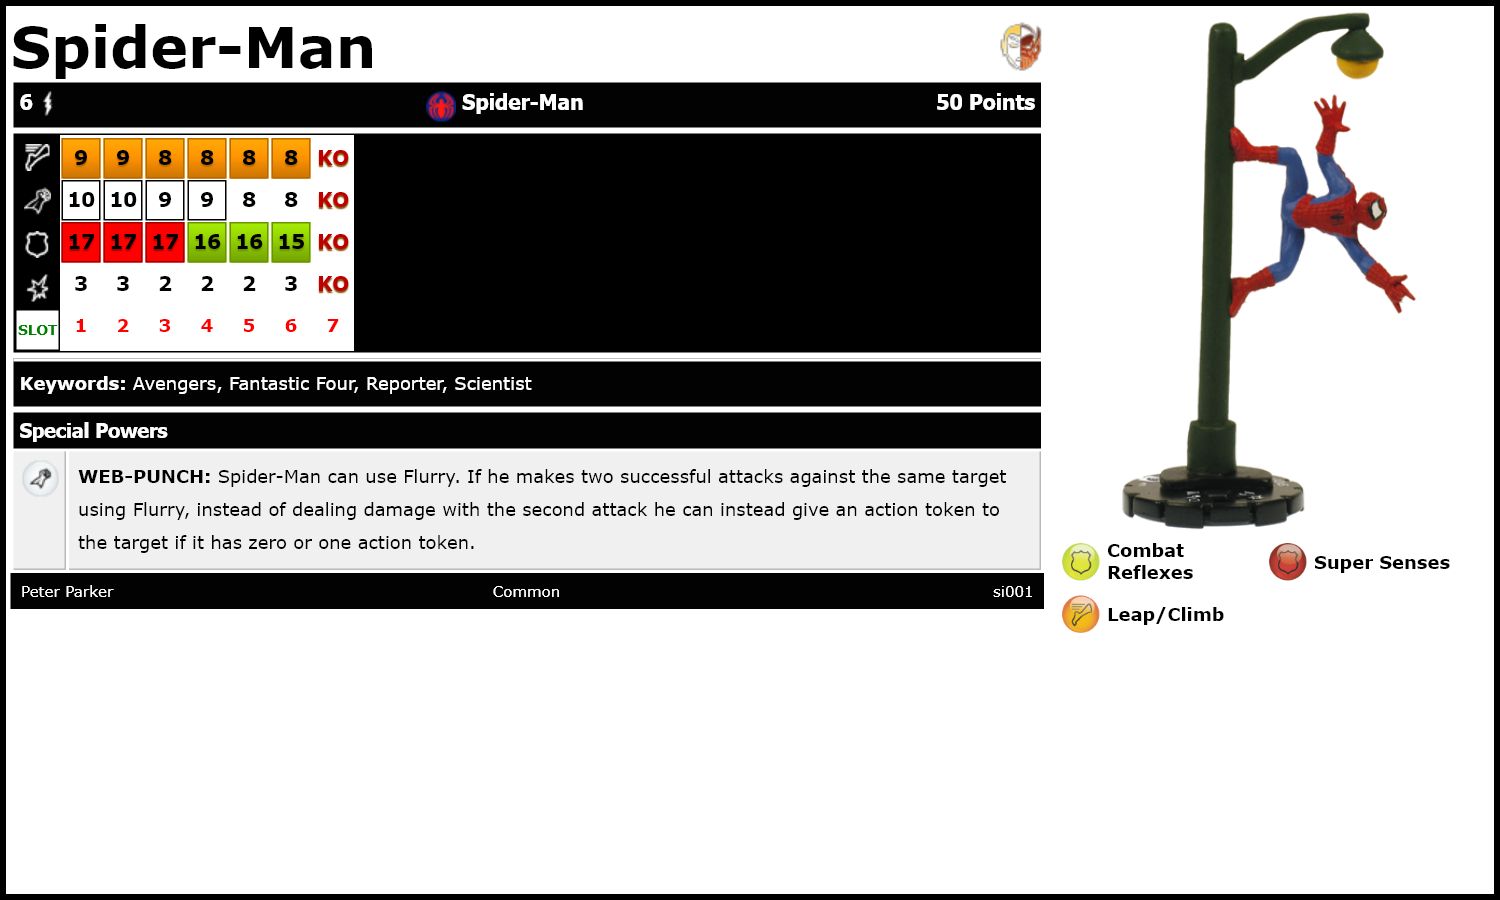 Spider-Man
6 Spider-Man 50 Points
9 9 8 8 8 8 KO
10 10 9 9 8 8 KO
17 17 17 16 16 15 KO
3 3 2 2 2 3 KO
SLOT 1 2 3 4 5 6 7
Keywords: Avengers, Fantastic Four, Reporter, Scientist
Special Powers
WEB-PUNCH: Spider-Man can use Flurry. If he makes two successful attacks against the same target
using Flurry, instead of dealing damage with the second attack he can instead give an action token to
the target if it has zero or one action token.
Peter Parker Common si001
Combat
Reflexes
Super Senses
Leap/Climb